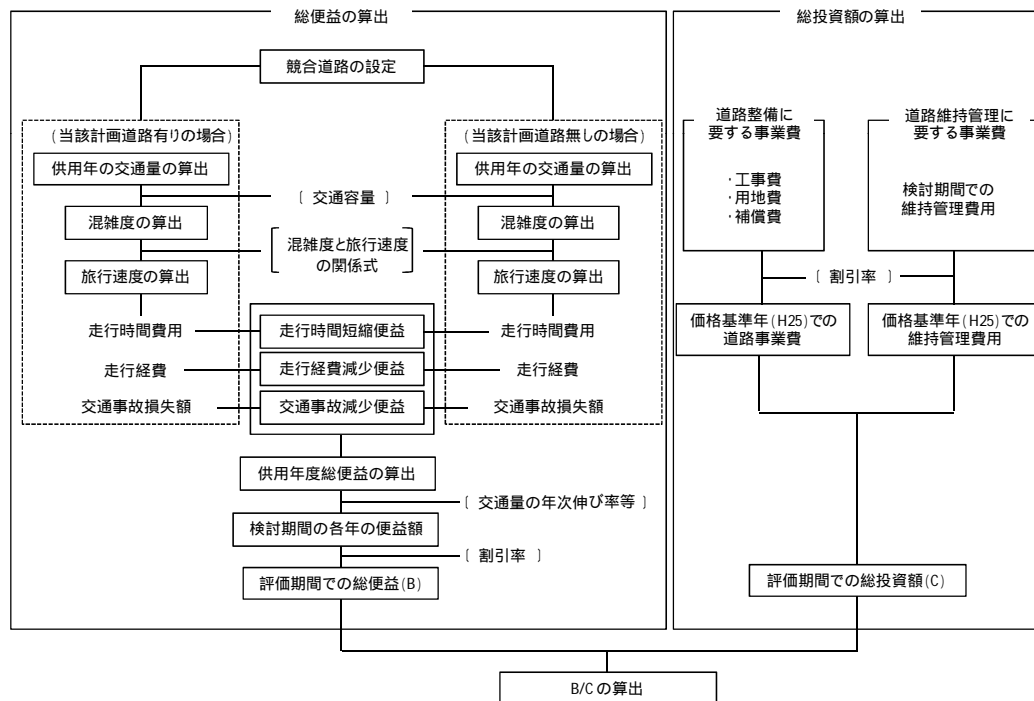 総便益の算出
総投資額の算出
競合道路の設定
(当該計画道路有りの場合)
(当該計画道路無しの場合)
供用年の交通量の算出
供用年の交通量の算出
〔 交通容量 〕
混雑度の算出
混雑度の算出
混雑度と旅行速度
の関係式
旅行速度の算出
旅行速度の算出
走行時間費用
走行時間短縮便益
走行時間費用
走行経費
走行経費減少便益
走行経費
交通事故損失額
交通事故減少便益
交通事故損失額
供用年度総便益の算出
〔 交通量の年次伸び率等 〕
検討期間の各年の便益額
〔 割引率 〕
評価期間での総便益(B)
道路整備に
要する事業費
・工事費
・用地費
・補償費
道路維持管理に
要する事業費
検討期間での
維持管理費用
〔 割引率 〕
価格基準年(H25)での
道路事業費
価格基準年(H25)での
維持管理費用
評価期間での総投資額(C)
B/Cの算出